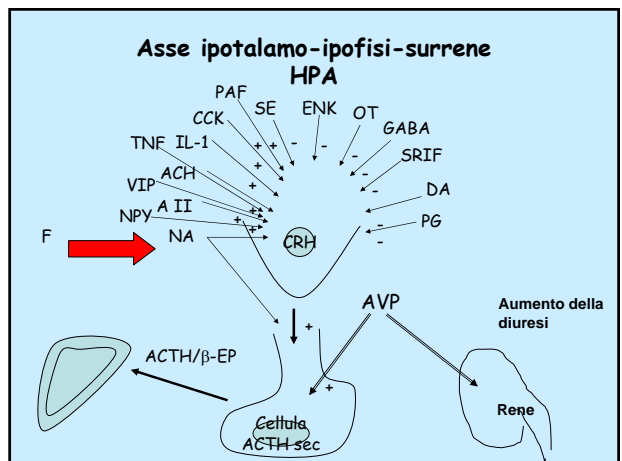 Asse ipotalamo-ipofisi-surrene
HPA
PAF
SE
ENK
OT
CCK
GABA
TNF
IL-1
+
+
-
-
-
SRIF
+
-
ACH
+
-
VIP
DA
A II
+
NPY
+
+
-
PG
F
NA
CRH
-
AVP
Aumento della
diuresi
+
ACTH/β-EP
+
Rene
Cellula
ACTH sec